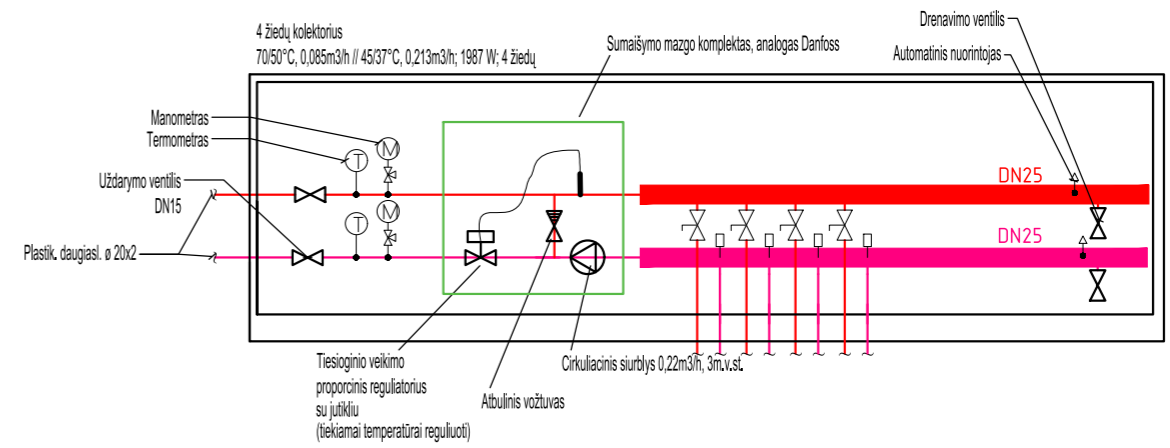 4 žiedų kolektorius
70/50°C, 0,085m3/h // 45/37°C, 0,213m3/h; 1987 W; 4 žiedų
Sumaišymo mazgo komplektas, analogas Danfoss
Drenavimo ventilis
Automatinis nuorintojas
Manometras
Termometras
Uždarymo ventilis
DN15
Plastik. daugiasl. ø 20x2
T
M
T
M
DN25
DN25
Tiesioginio veikimo
proporcinis reguliatorius
su jutikliu
(tiekiamai temperatūrai reguliuoti)
Atbulinis vožtuvas
Cirkuliacinis siurblys 0,22m3/h, 3m.v.st.